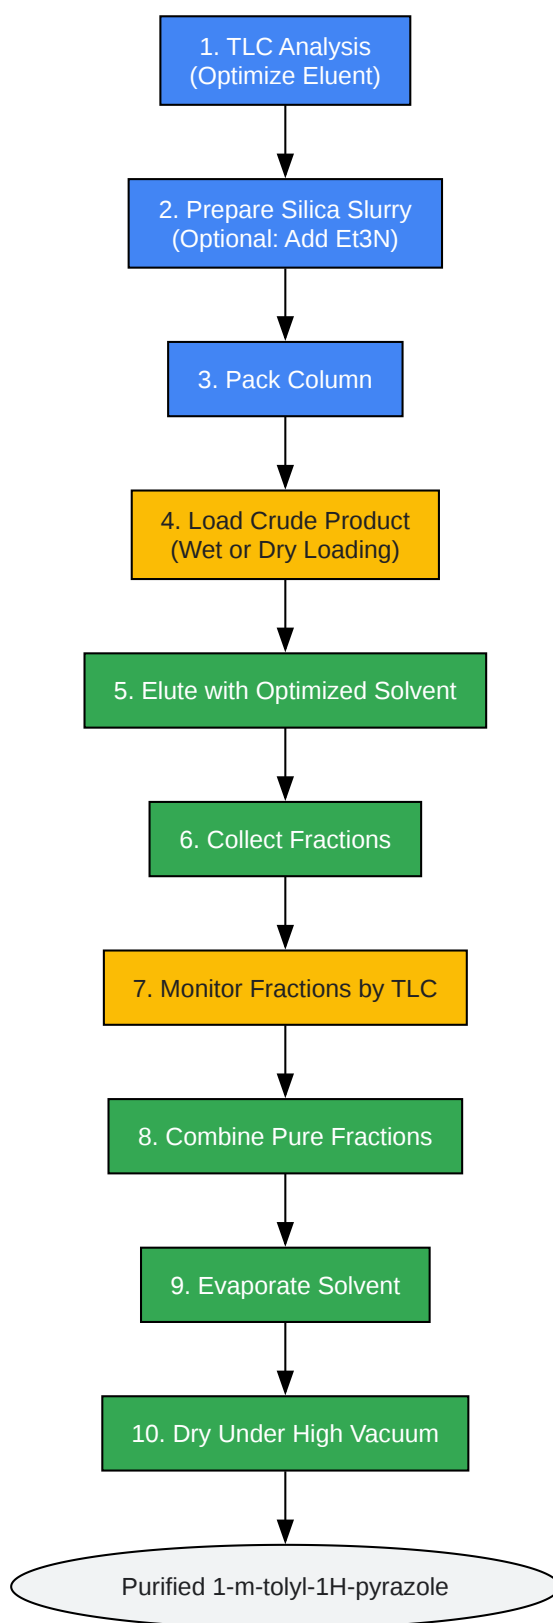 1. TLC Analysis
(Optimize Eluent)
2. Prepare Silica Slurry
(Optional: Add Et3N)
3. Pack Column
4. Load Crude Product
(Wet or Dry Loading)
5. Elute with Optimized Solvent
6. Collect Fractions
7. Monitor Fractions by TLC
8. Combine Pure Fractions
9. Evaporate Solvent
10. Dry Under High Vacuum
Purified 1-m-tolyl-1H-pyrazole